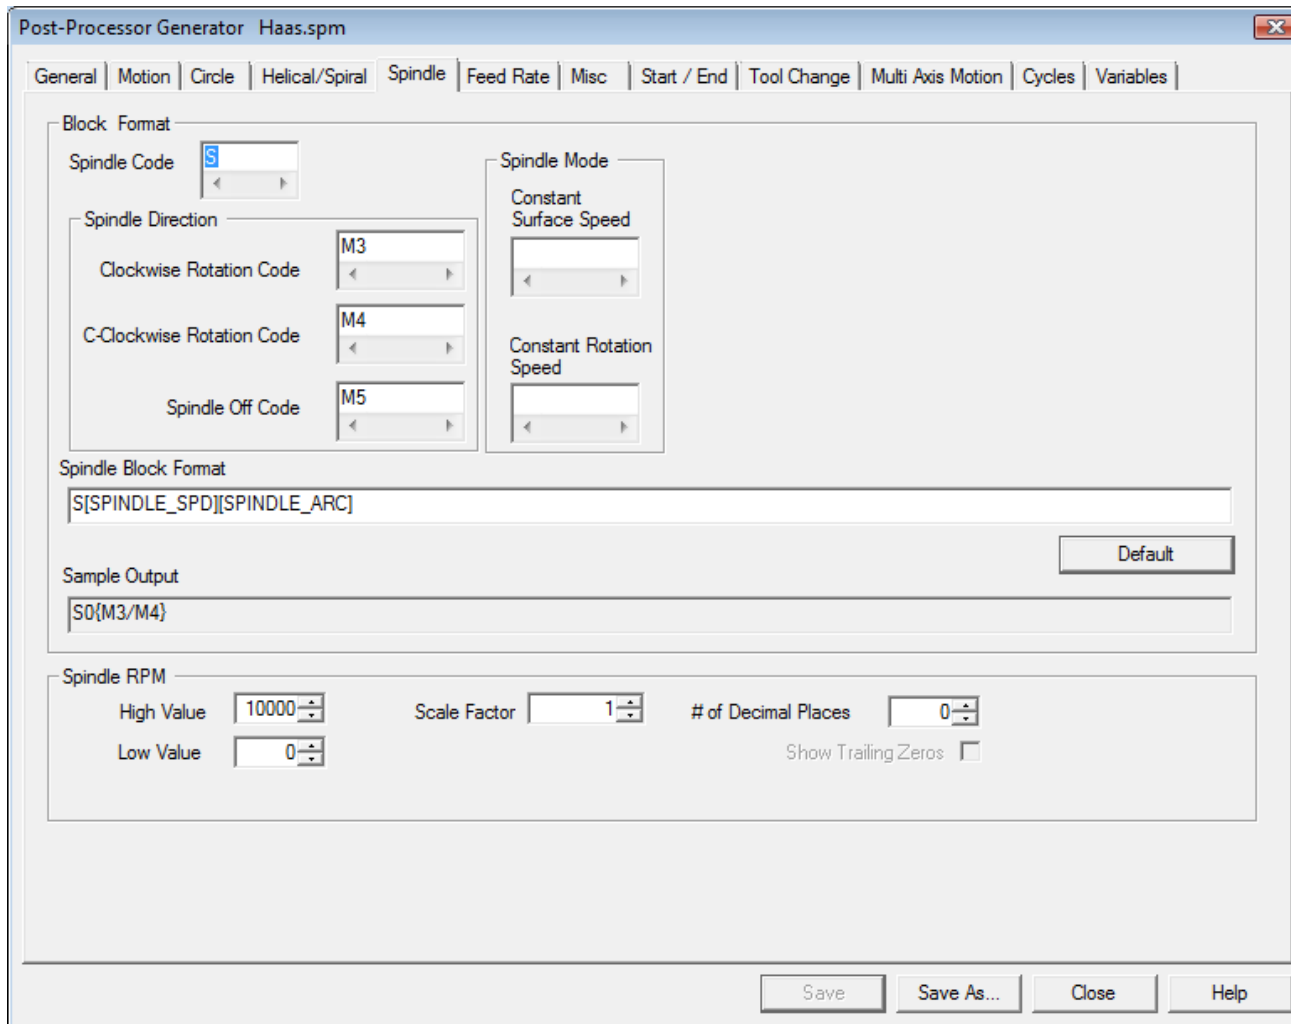 Post-Processor Generator Haas.spm
General Motion Circle Helical/Spiral Spindle Feed Rate Misc Start / End Tool Change Multi Axis Motion Cycles Variables
Block Format
Spindle Code S
Spindle Direction
Clockwise Rotation Code M3
C-Clockwise Rotation Code M4
Spindle Off Code M5
Spindle Mode
Constant
Surface Speed
Constant Rotation
Speed
Spindle Block Format
S[SPINDLE_SPD][SPINDLE_ARC]
Default
Sample Output
S0{M3/M4}
Spindle RPM
High Value 10000 Scale Factor 1 # of Decimal Places 0
Low Value 0 Show Trailing Zeros
Save Save As... Close Help